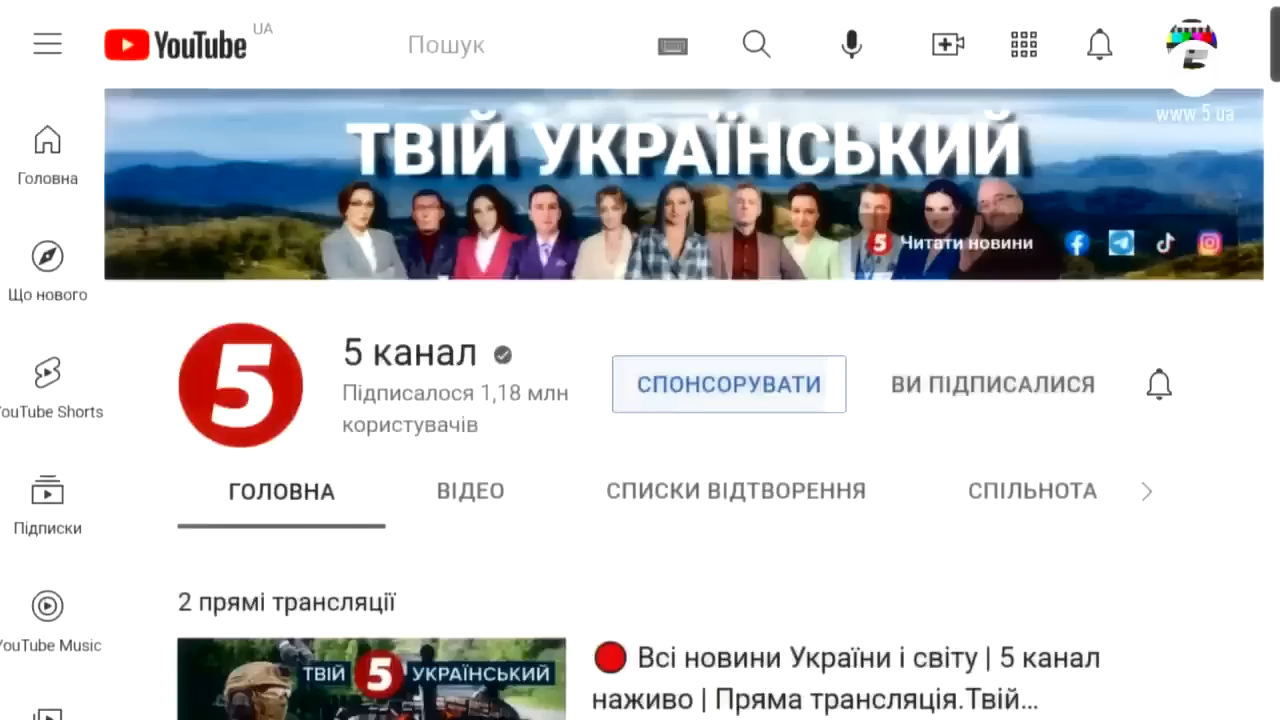 YouTube UA
Пошук
www.5.ua
ТВІЙ УКРАЇНСЬКИЙ
5 Читати новини
Головна
Що нового
YouTube Shorts
Підписки
YouTube Music
5
5 канал
Підписалося 1,18 млн
користувачів
СПОНСОРУВАТИ
ВИ ПІДПИСАЛИСЯ
ГОЛОВНА
ВІДЕО
СПИСКИ ВІДТВОРЕННЯ
СПІЛЬНОТА
2 прямі трансляції
ТВІЙ 5 УКРАЇНСЬКИЙ
Всі новини України і світу | 5 канал
наживо | Пряма трансляція.Твій...